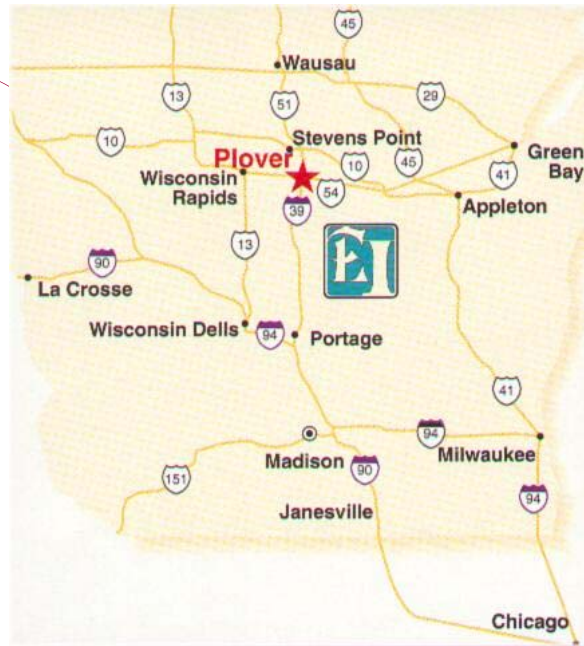 45
Wausau
13
29
51
10
Stevens Point
Plover
10
45
Green
Bay
41
Wisconsin
Rapids
54
39
Appleton
13
EI
90
La Crosse
Wisconsin Dells
94
Portage
41
94
Madison
Milwaukee
151
90
94
Janesville
Chicago